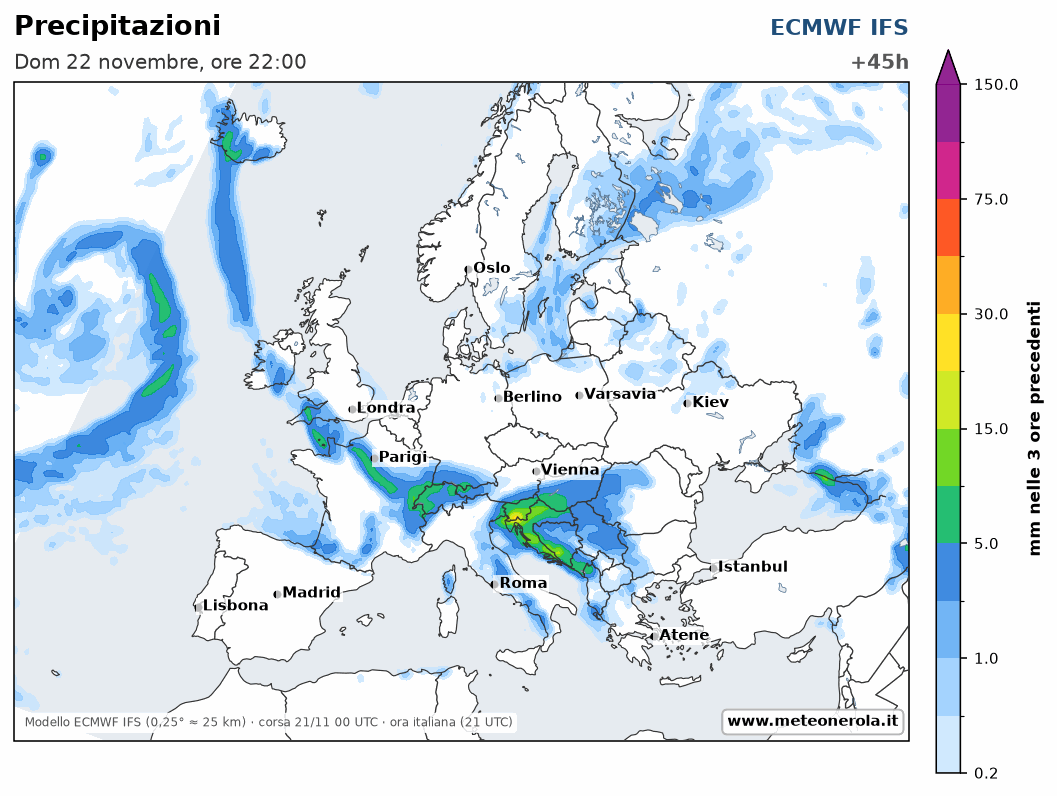 Precipitazioni
ECMWF IFS
Dom 22 novembre, ore 22:00
+45h
150.0
75.0
30.0
15.0
5.0
1.0
0.2
mm nelle 3 ore precedenti
Oslo
Londra
Berlino
Varsavia
Kiev
Parigi
Vienna
Istanbul
Roma
Madrid
Lisbona
Atene
Modello ECMWF IFS (0,25° ≈ 25 km) · corsa 21/11 00 UTC · ora italiana (21 UTC)
www.meteonerola.it